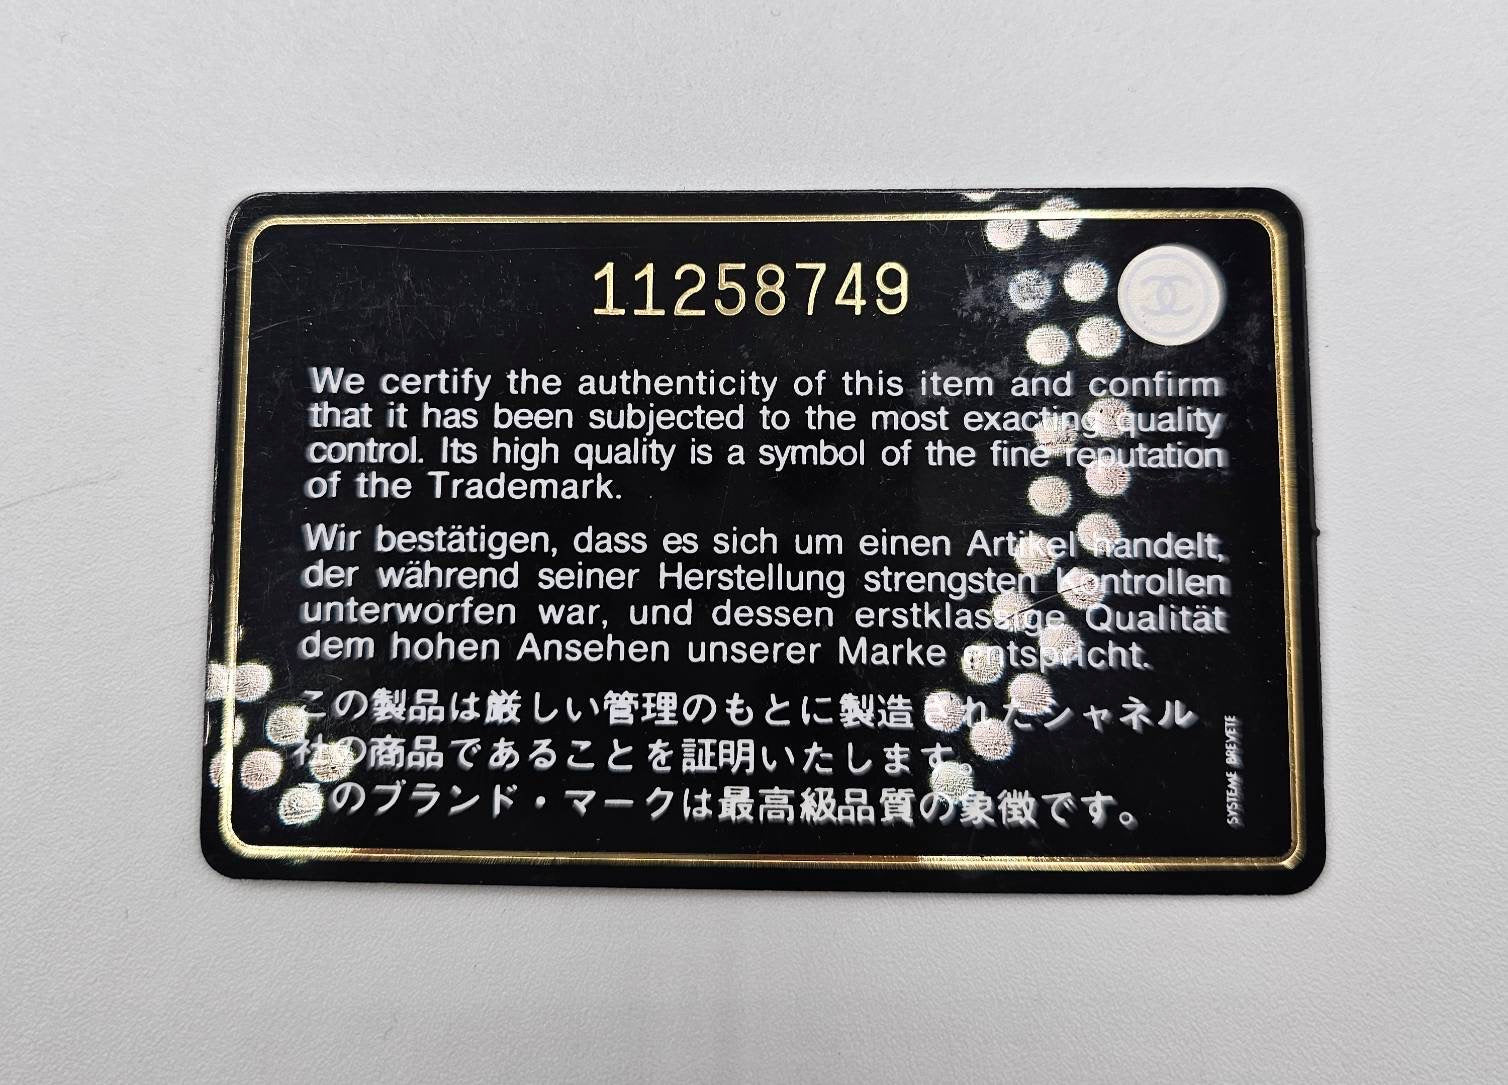 11258749
We certify the authenticity of this item and confirm
that it has been subjected to the most exacting quality
control. Its high quality is a symbol of the fine reputation
of the Trademark.
Wir bestätigen, dass es sich um einen Artikel handelt,
der während seiner Herstellung strengsten Kontrollen
unterworfen war, und dessen erstklassige Qualität
dem hohen Ansehen unserer Marke entspricht.
この製品は厳しい管理のもとに製造されたシャネル
社の商品であることを証明いたします。
このブランド・マークは最高級品質の象徴です。
SYSTEME BREVETE